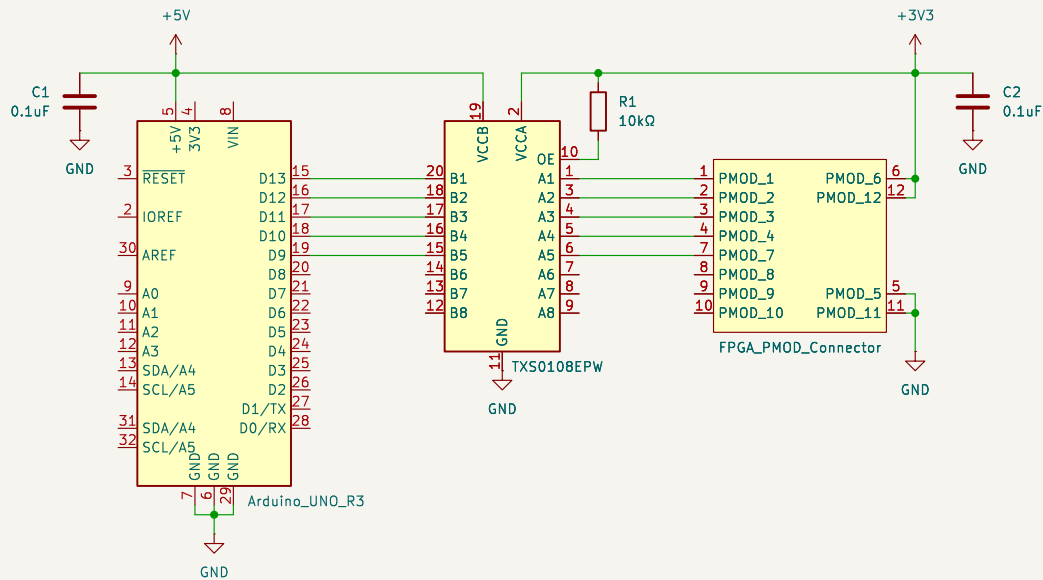 +5V
+3V3
C1
0.1uF
GND
C2
0.1uF
GND
R1
10kΩ
5
4
8
+5V
3V3
VIN
3 RESET
2 IOREF
30 AREF
9 A0
10 A1
11 A2
12 A3
13 SDA/A4
14 SCL/A5
31 SDA/A4
32 SCL/A5
D13 15
D12 16
D11 17
D10 18
D9 19
D8 20
D7 21
D6 22
D5 23
D4 24
D3 25
D2 26
D1/TX 27
D0/RX 28
GND
GND
GND
7
6
29
Arduino_UNO_R3
GND
19
2
VCCB
VCCA
OE 10
20 B1
18 B2
17 B3
16 B4
15 B5
14 B6
13 B7
12 B8
A1 1
A2 3
A3 4
A4 5
A5 6
A6 7
A7 8
A8 9
GND
11
TXS0108EPW
GND
1 PMOD_1
2 PMOD_2
3 PMOD_3
4 PMOD_4
7 PMOD_7
8 PMOD_8
9 PMOD_9
10 PMOD_10
PMOD_6 6
PMOD_12 12
PMOD_5 5
PMOD_11 11
FPGA_PMOD_Connector
GND